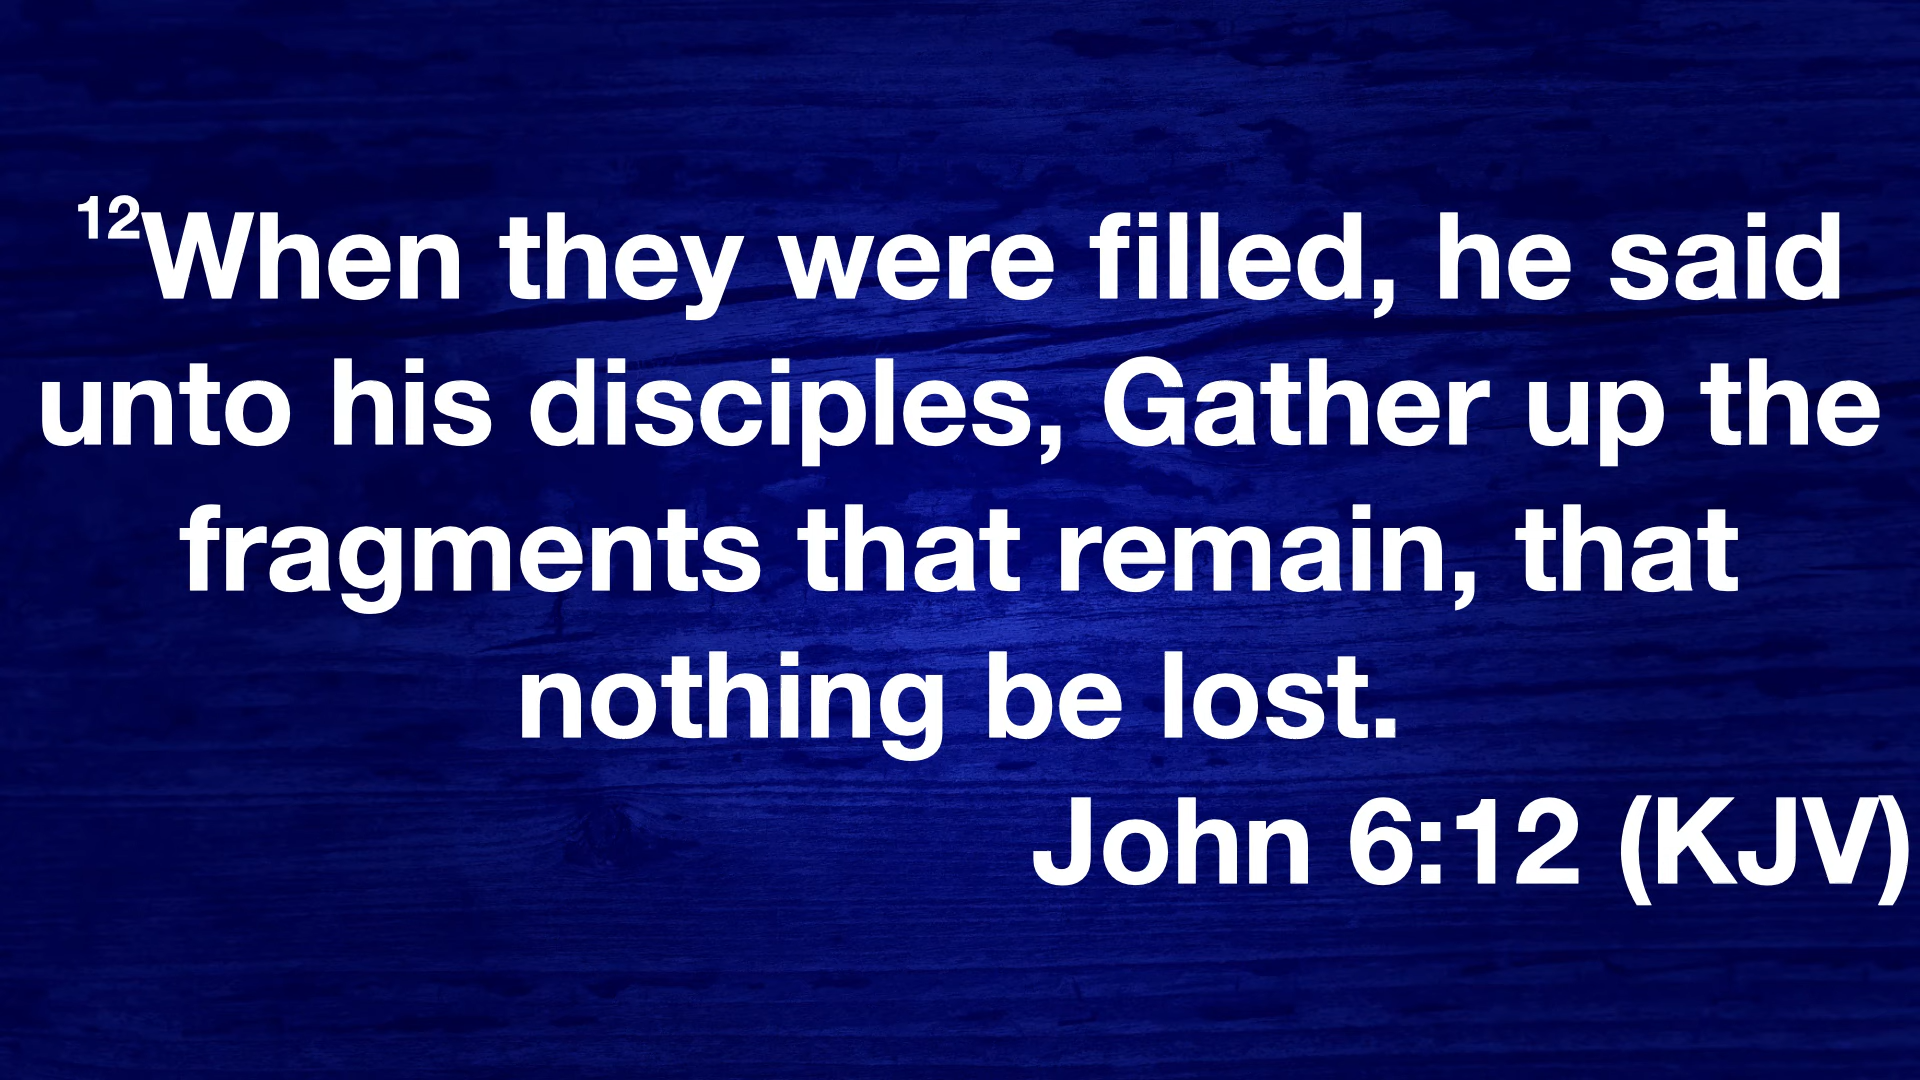 12When they were filled, he said
unto his disciples, Gather up the
fragments that remain, that
nothing be lost.
John 6:12 (KJV)